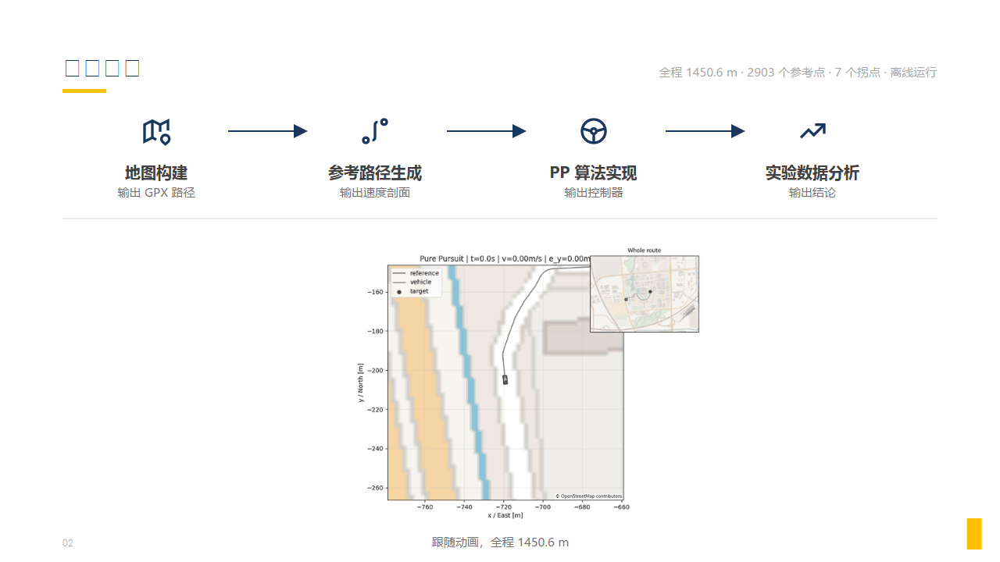 全程 1450.6 m · 2903 个参考点 · 7 个拐点 · 离线运行
地图构建
输出 GPX 路径
参考路径生成
输出速度剖面
PP 算法实现
输出控制器
实验数据分析
输出结论
Whole route
Pure Pursuit | t=0.0s | v=0.00m/s | e_y=0.00m
reference
vehicle
target
−160
−180
−200
−220
−240
−260
y / North [m]
© OpenStreetMap contributors
−760
−740
−720
−700
−680
−660
x / East [m]
02
跟随动画，全程 1450.6 m